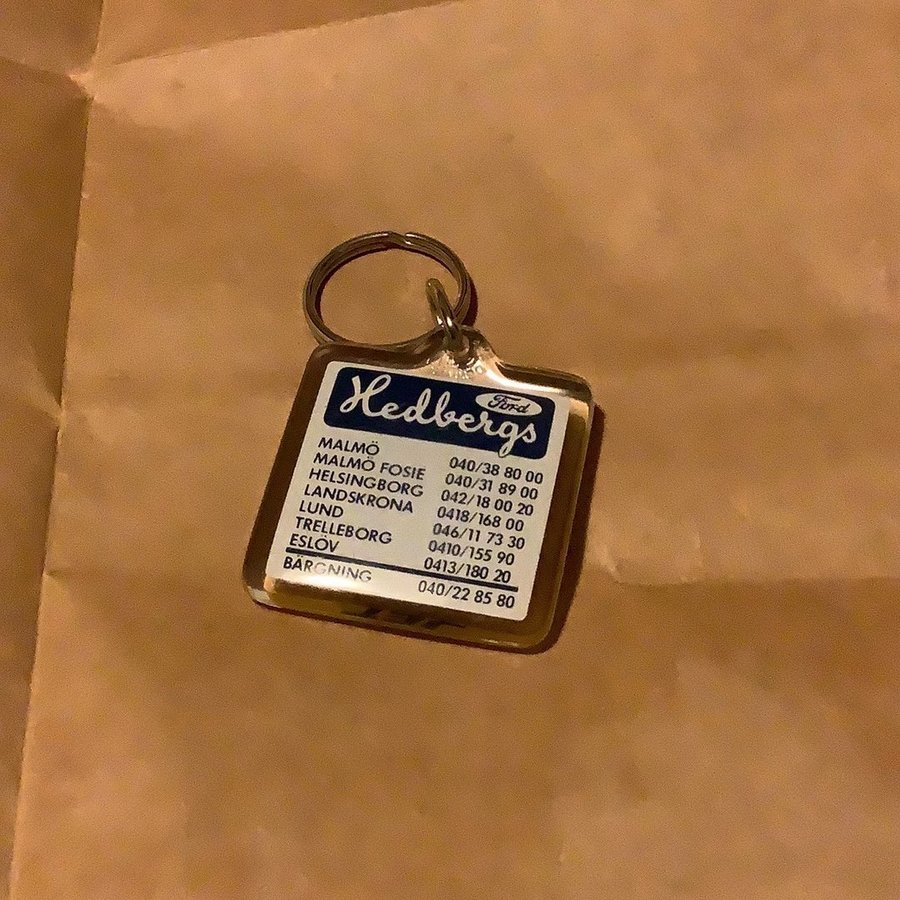 Hedbergs Ford
MALMÖ 040/38 80 00
MALMÖ FOSIE 040/31 89 00
HELSINGBORG 042/18 00 20
LANDSKRONA 0418/168 00
LUND 046/11 73 30
TRELLEBORG 0410/155 90
ESLÖV 0413/180 20
BÄRGNING 040/22 85 80